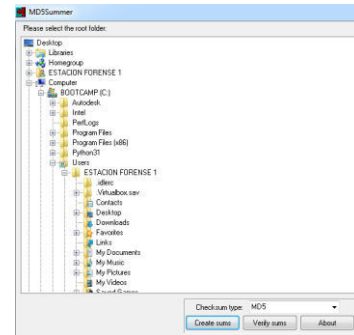 MD5Summer
Please select the root folder:
Desktop
Libraries
Homegroup
ESTACION FORENSE 1
Computer
BOOTCAMP (C:)
Autodesk
Intel
PerfLogs
Program Files
Program Files (x86)
Python31
Users
ESTACION FORENSE 1
.idlerc
.Virtualbox.sav
Contacts
Desktop
Downloads
Favorites
Links
My Documents
My Music
My Pictures
My Videos
Saved Games
Checksum type: MD5
Create sums Verify sums About